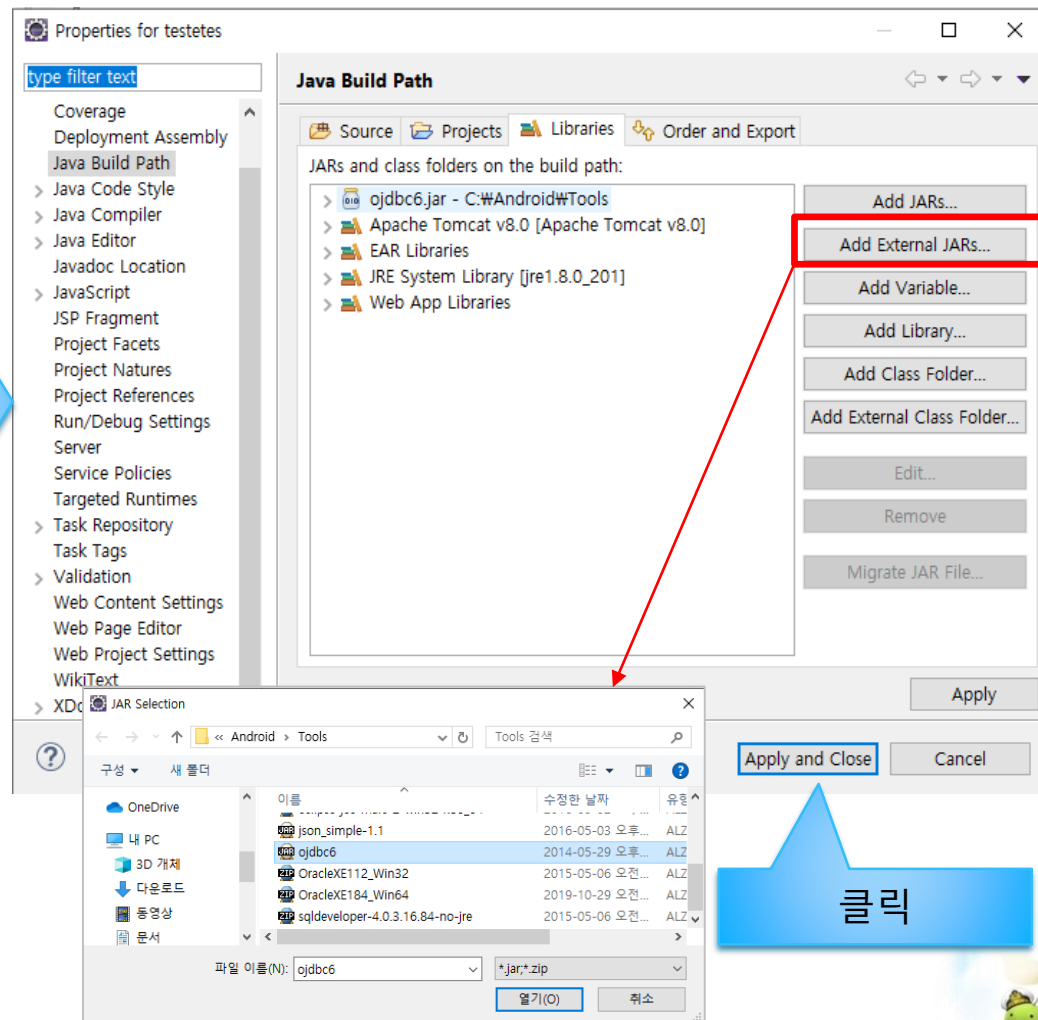 Properties for testetes
type filter text
Coverage
Deployment Assembly
Java Build Path
Java Code Style
Java Compiler
Java Editor
Javadoc Location
JavaScript
JSP Fragment
Project Facets
Project Natures
Project References
Run/Debug Settings
Server
Service Policies
Targeted Runtimes
Task Repository
Task Tags
Validation
Web Content Settings
Web Page Editor
Web Project Settings
WikiText
Java Build Path
Source Projects Libraries Order and Export
JARs and class folders on the build path:
ojdbc6.jar - C:₩Android₩Tools
Apache Tomcat v8.0 [Apache Tomcat v8.0]
EAR Libraries
JRE System Library [jre1.8.0_201]
Web App Libraries
Add JARs...
Add External JARs...
Add Variable...
Add Library...
Add Class Folder...
Add External Class Folder...
Edit...
Remove
Migrate JAR File...
Apply
Apply and Close Cancel
클릭
JAR Selection
« Android > Tools Tools 검색
구성 새 폴더
OneDrive
내 PC
3D 개체
다운로드
동영상
문서
이름 수정한 날짜 유형
json_simple-1.1 2016-05-03 오후... ALZ
ojdbc6 2014-05-29 오후... ALZ
OracleXE112_Win32 2015-05-06 오전... ALZ
OracleXE184_Win64 2019-10-29 오전... ALZ
sqldeveloper-4.0.3.16.84-no-jre 2015-05-06 오전... ALZ
파일 이름(N): ojdbc6 *.jar;*.zip
열기(O) 취소